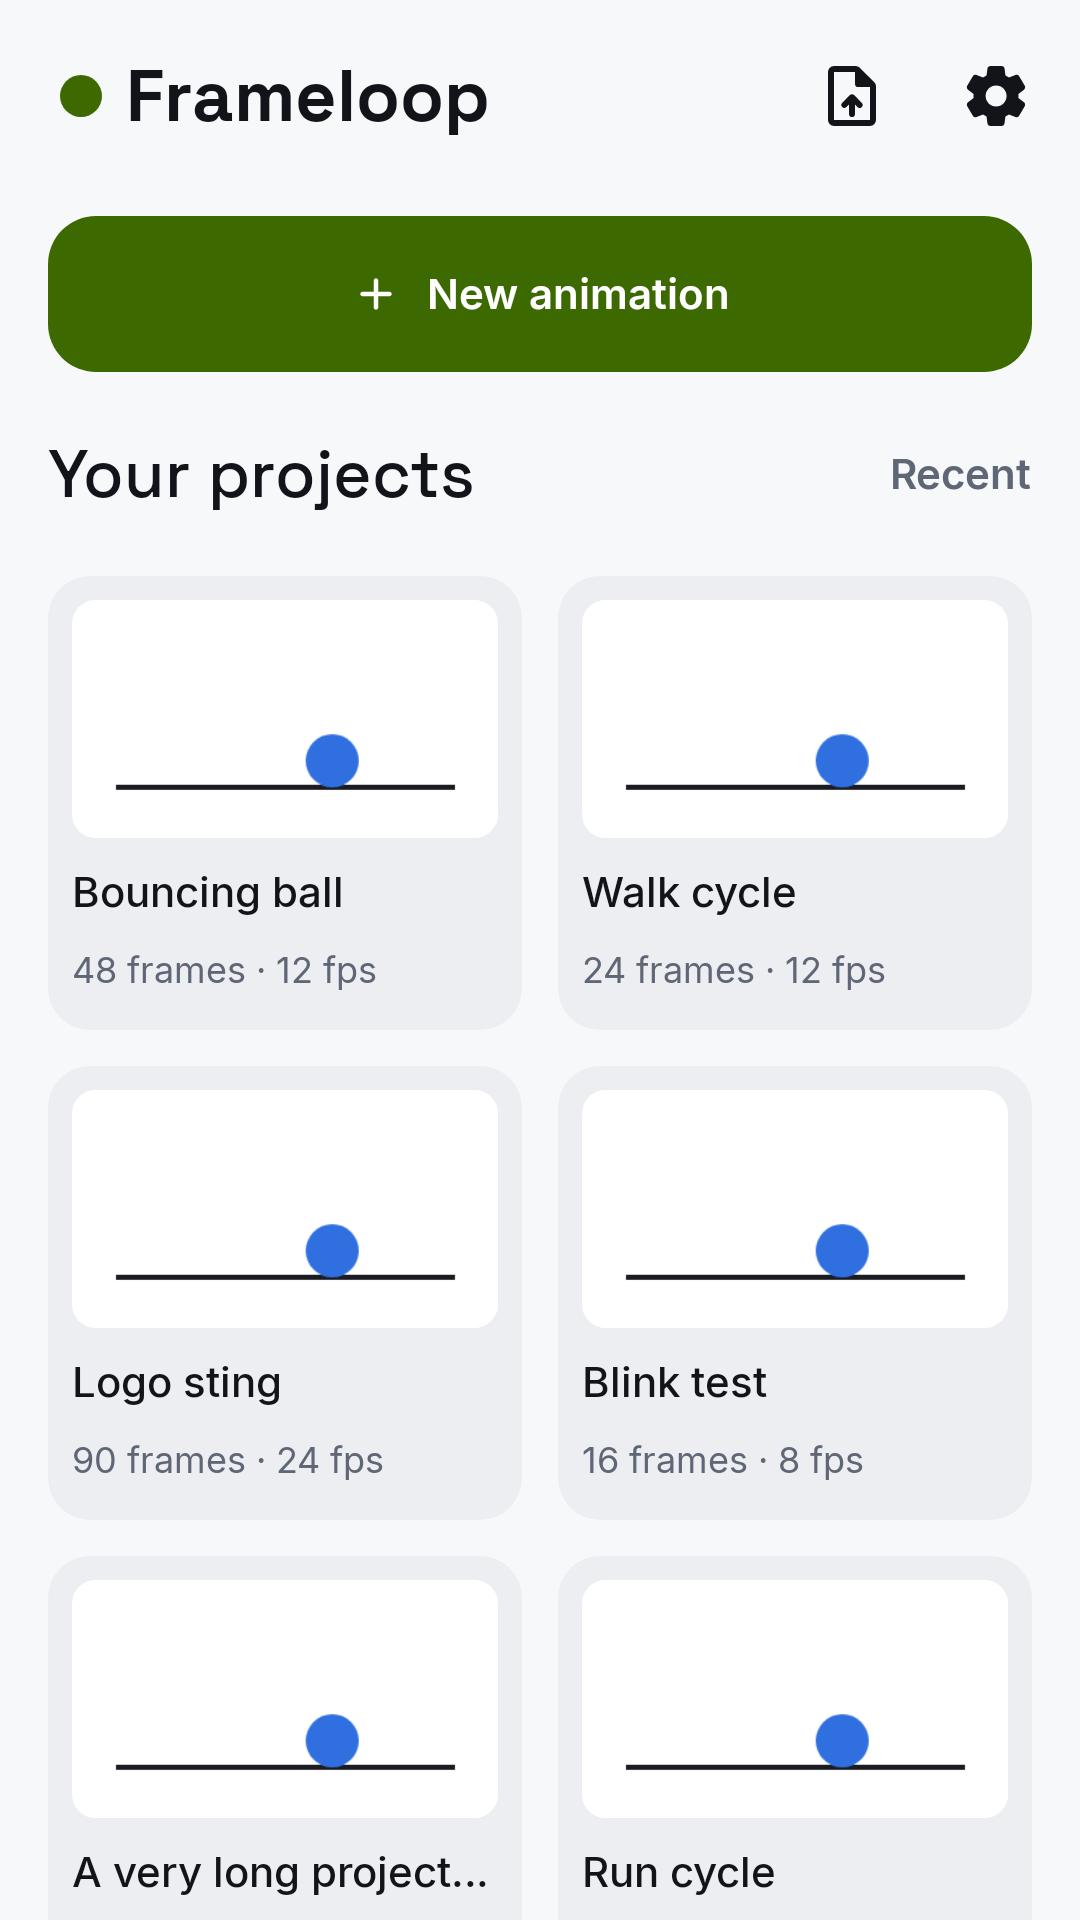 Frameloop
New animation
Your projects
Recent
Bouncing ball
48 frames · 12 fps
Walk cycle
24 frames · 12 fps
Logo sting
90 frames · 24 fps
Blink test
16 frames · 8 fps
A very long project...
Run cycle